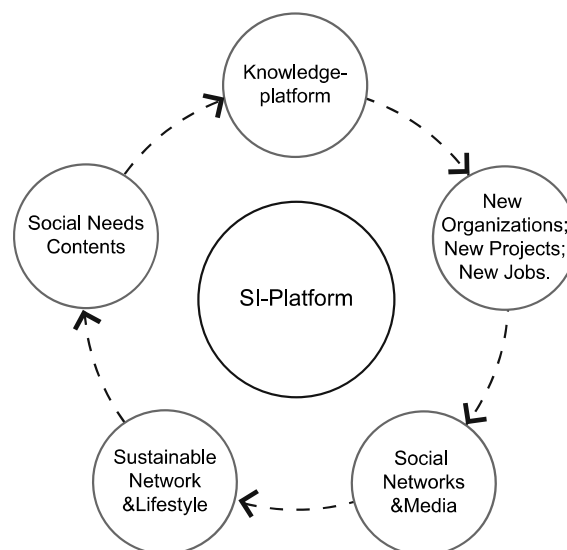 Knowledge-
platform
New
Organizations;
New Projects;
New Jobs.
Social Needs
Contents
SI-Platform
Sustainable
Network
&Lifestyle
Social
Networks
&Media